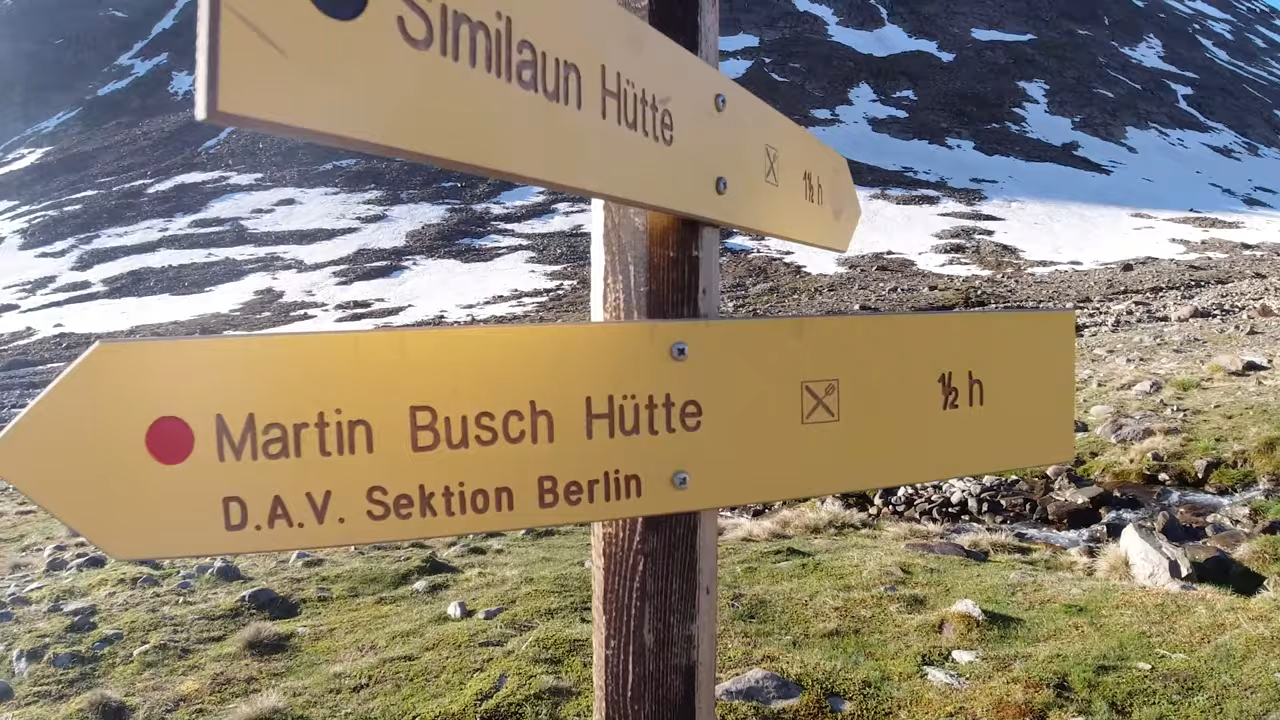 Similaun Hütte
1½ h
Martin Busch Hütte
½ h
D.A.V. Sektion Berlin